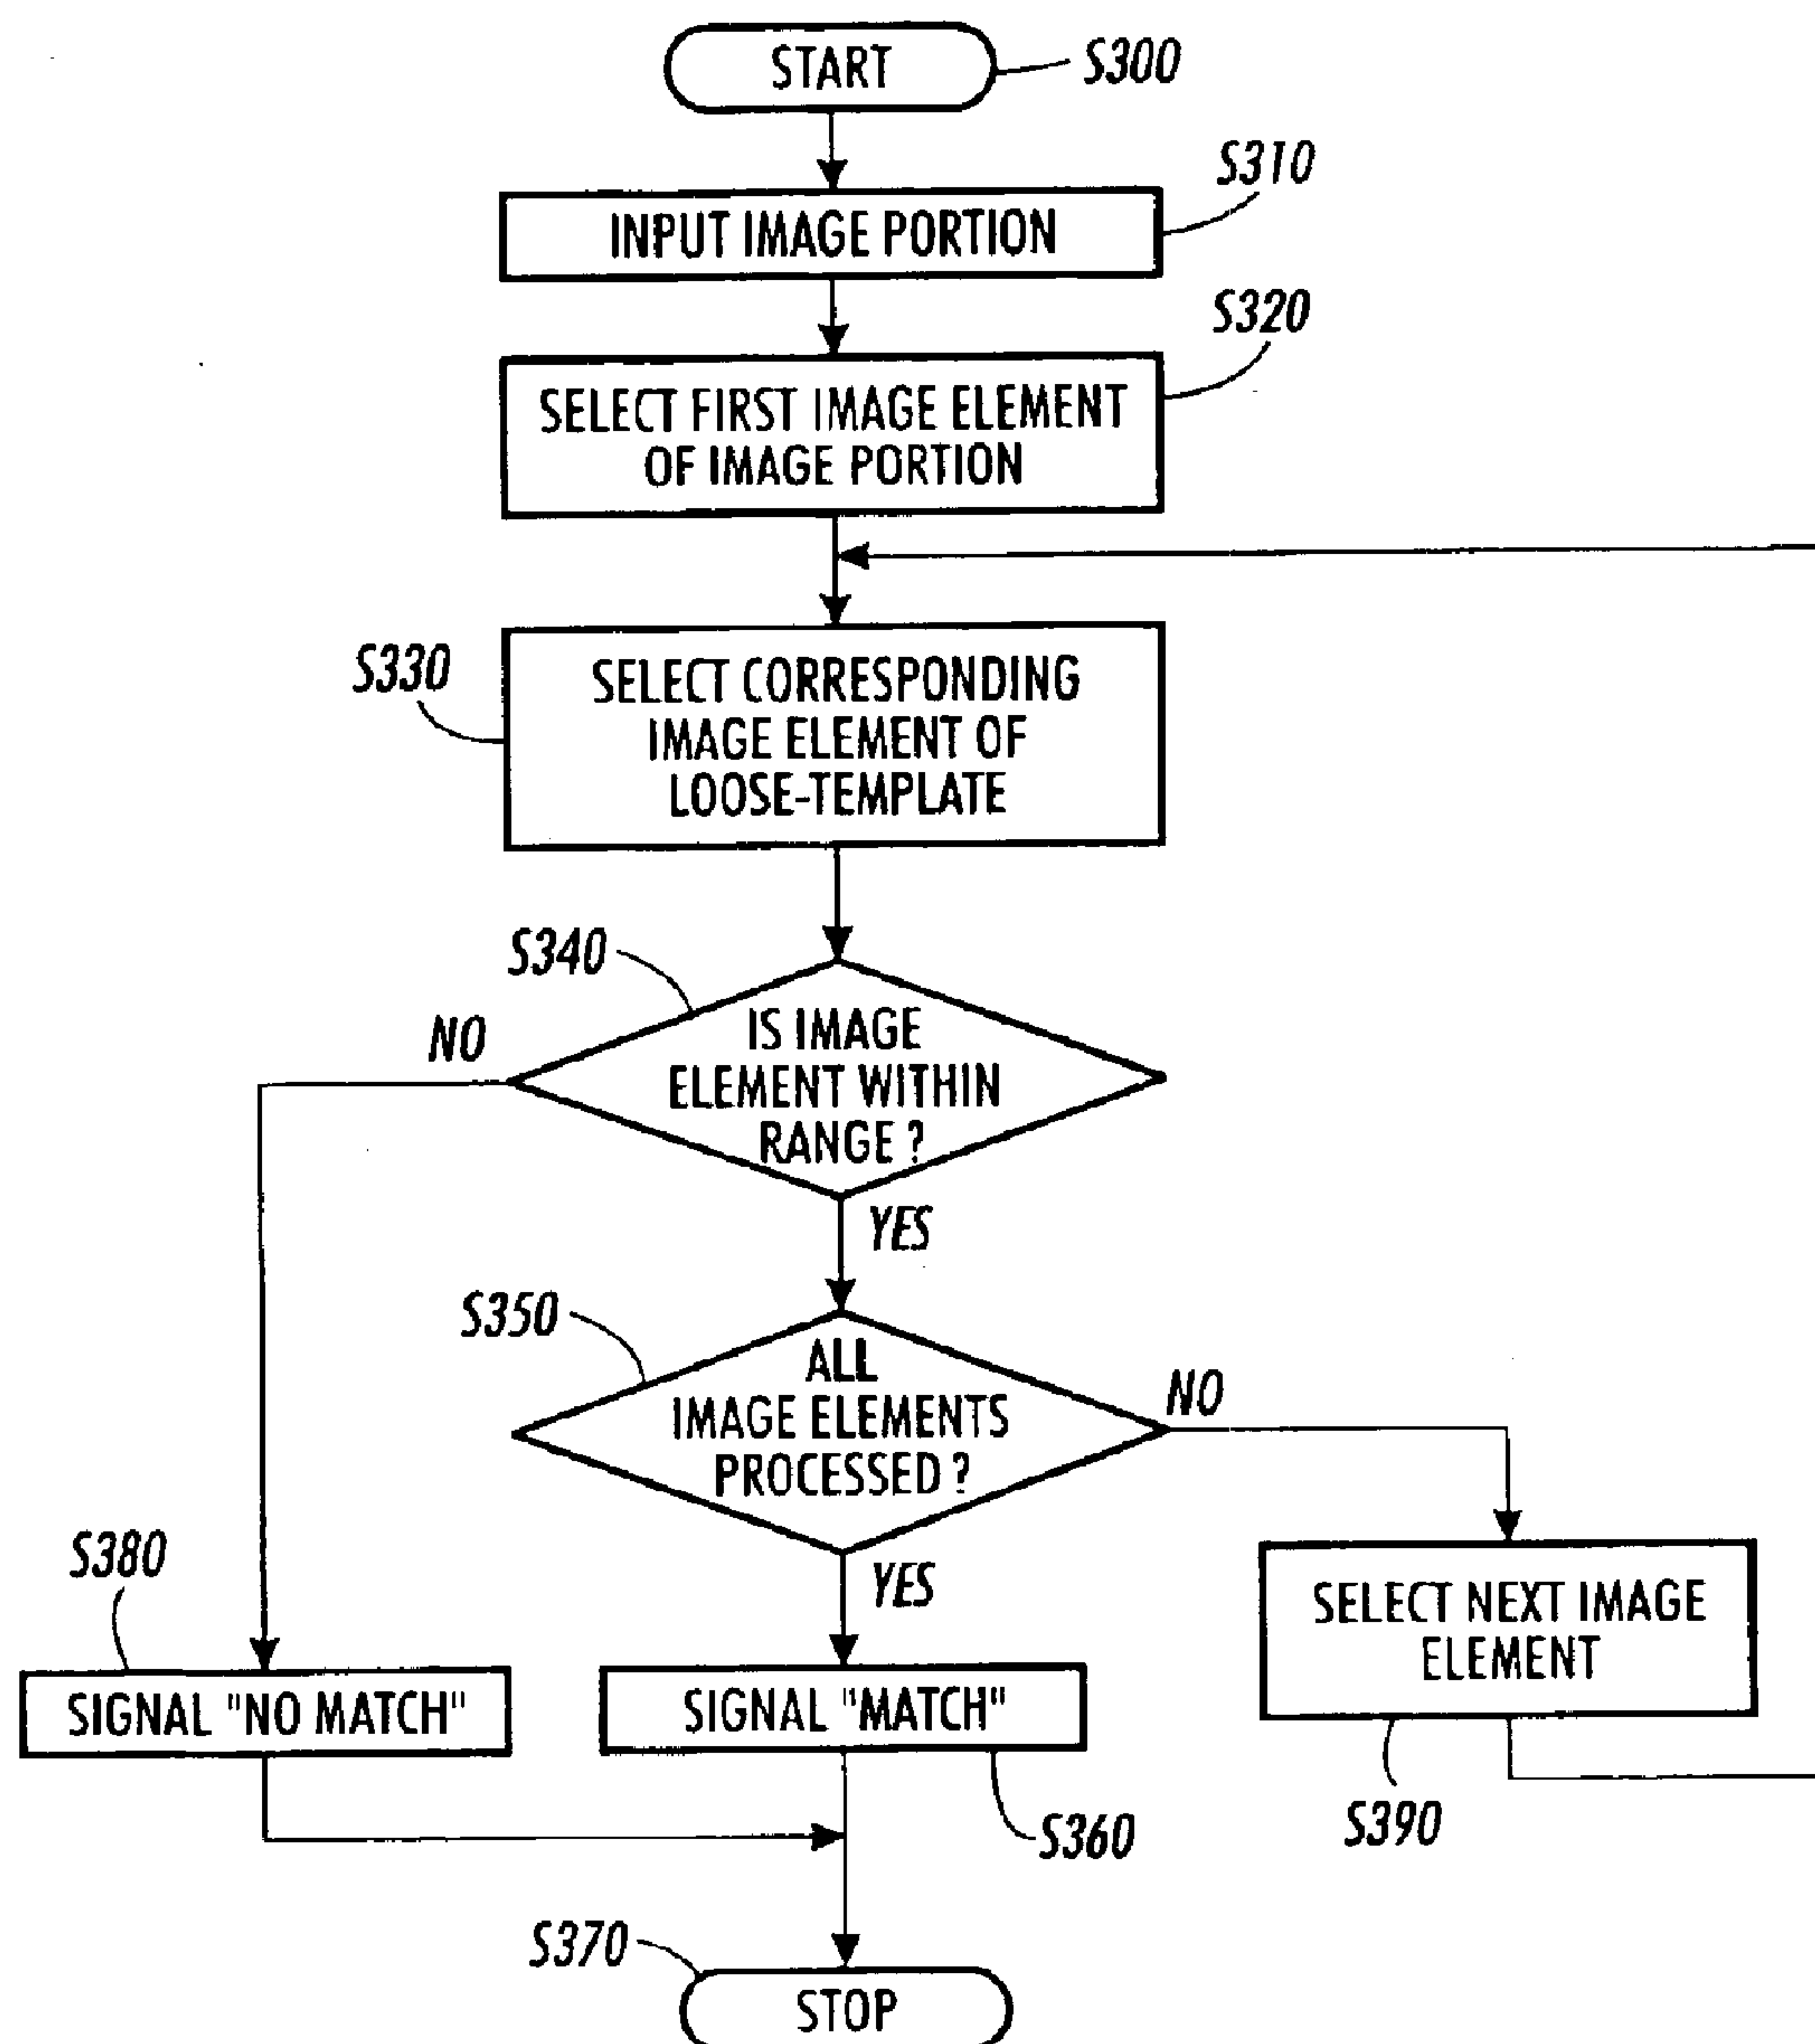 START
S300
S310
INPUT IMAGE PORTION
S320
SELECT FIRST IMAGE ELEMENT
OF IMAGE PORTION
S330
SELECT CORRESPONDING
IMAGE ELEMENT OF
LOOSE-TEMPLATE
S340
NO
IS IMAGE
ELEMENT WITHIN
RANGE ?
YES
S350
ALL
IMAGE ELEMENTS
PROCESSED ?
NO
YES
S380
SIGNAL "NO MATCH"
SIGNAL "MATCH"
S360
SELECT NEXT IMAGE
ELEMENT
S390
S370
STOP